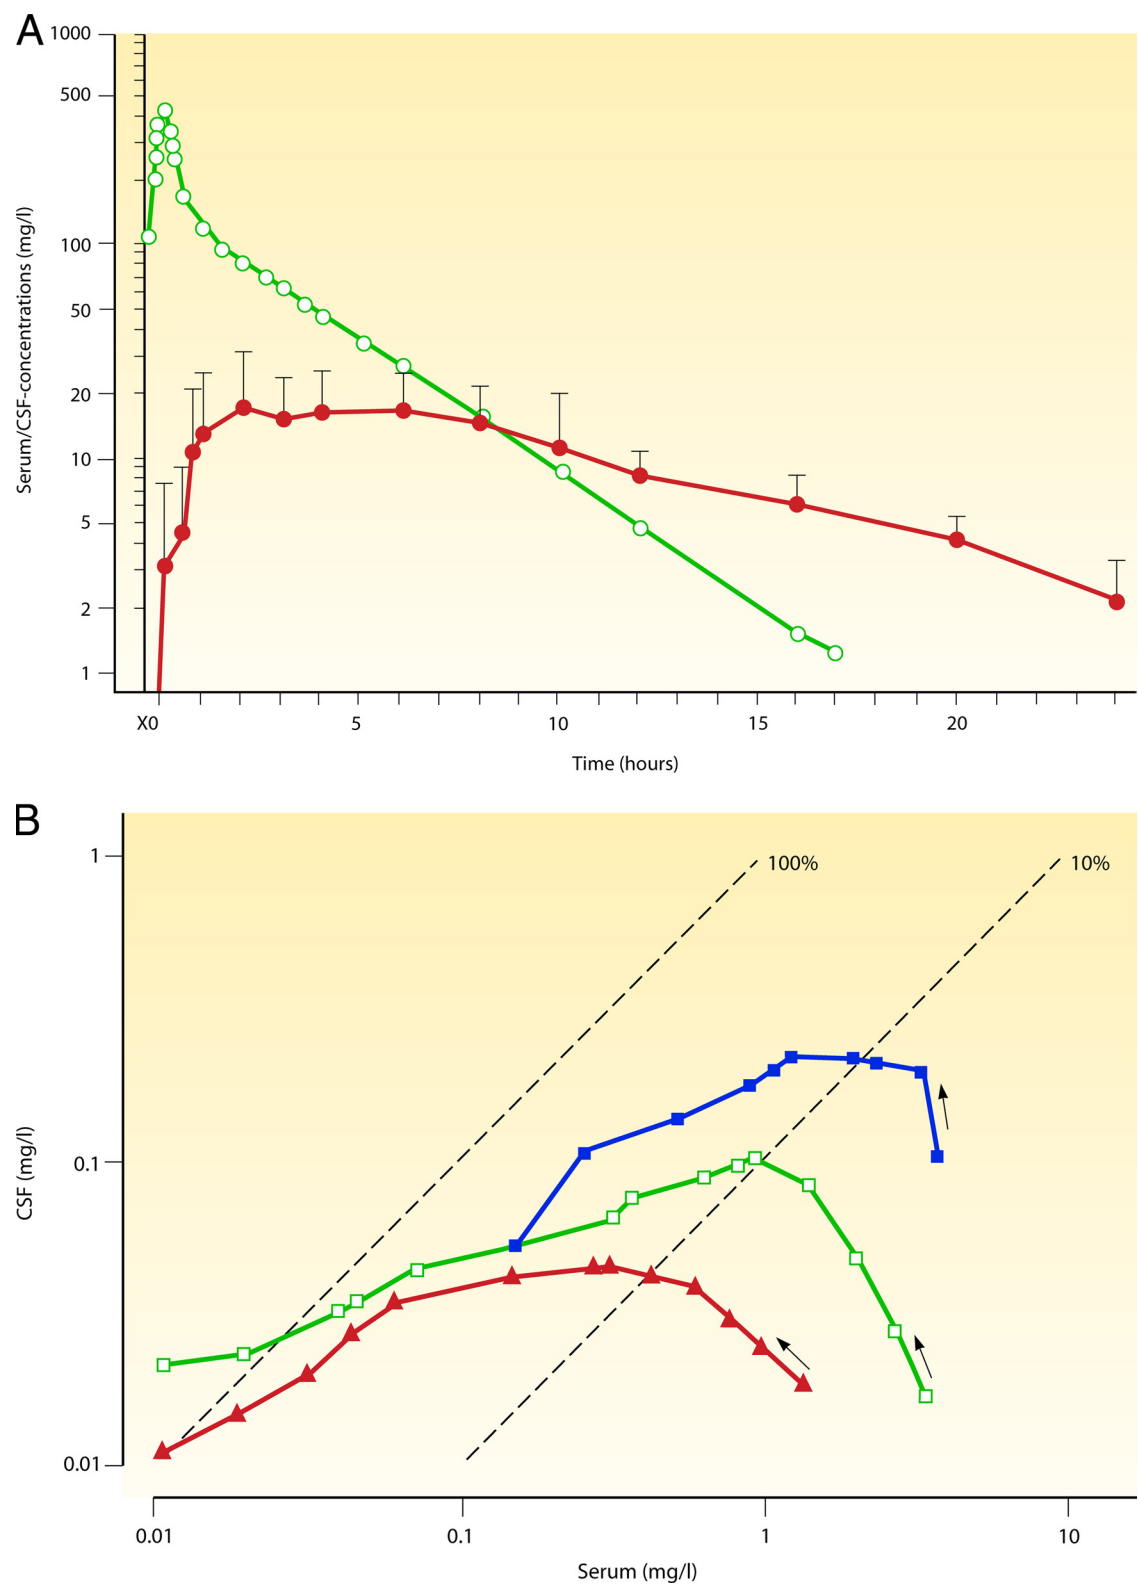 A
1000
500
100
50
20
10
5
2
1
Serum/CSF-concentrations (mg/l)
X0 5 10 15 20
Time (hours)
B
100%
10%
1
0.1
0.01
CSF (mg/l)
0.01 0.1 1 10
Serum (mg/l)